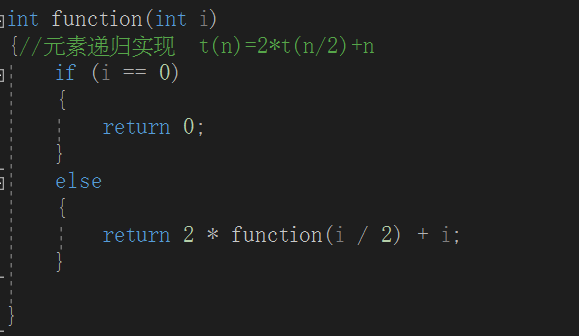 int function(int i)
{//元素递归实现  t(n)=2*t(n/2)+n
if (i == 0)
{
return 0;
}
else
{
return 2 * function(i / 2) + i;
}
}